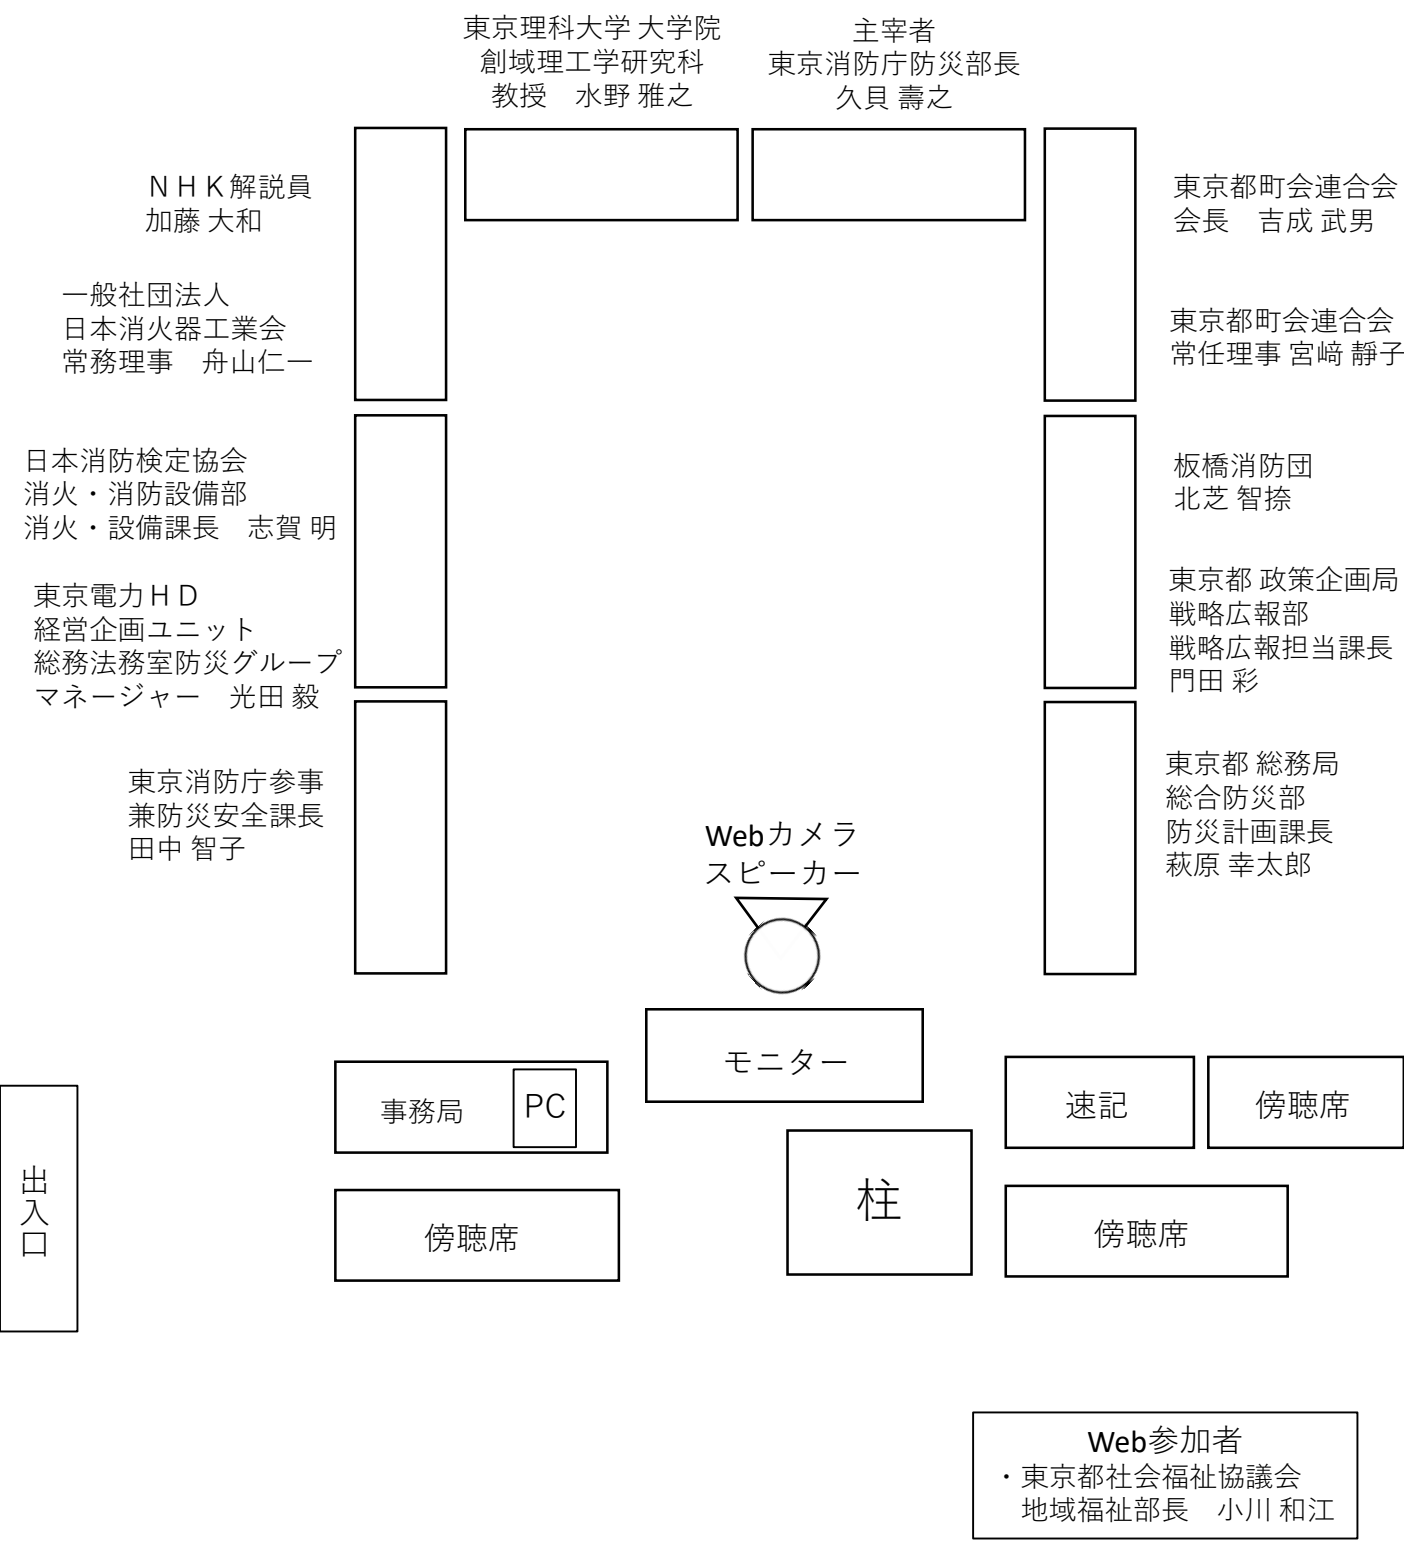 東京理科大学 大学院
創域理工学研究科
教授　水野 雅之
主宰者
東京消防庁防災部長
久貝 壽之
ＮＨＫ解説員
加藤 大和
一般社団法人
日本消火器工業会
常務理事　舟山仁一
日本消防検定協会
消火・消防設備部
消火・設備課長　志賀 明
東京電力ＨＤ
経営企画ユニット
総務法務室防災グループ
マネージャー　光田 毅
東京消防庁参事
兼防災安全課長
田中 智子
東京都町会連合会
会長　吉成 武男
東京都町会連合会
常任理事 宮﨑 靜子
板橋消防団
北芝 智捺
東京都 政策企画局
戦略広報部
戦略広報担当課長
門田 彩
東京都 総務局
総合防災部
防災計画課長
萩原 幸太郎
Webカメラ
スピーカー
モニター
事務局
PC
速記
傍聴席
出入口
傍聴席
柱
傍聴席
Web参加者
・東京都社会福祉協議会
地域福祉部長　小川 和江